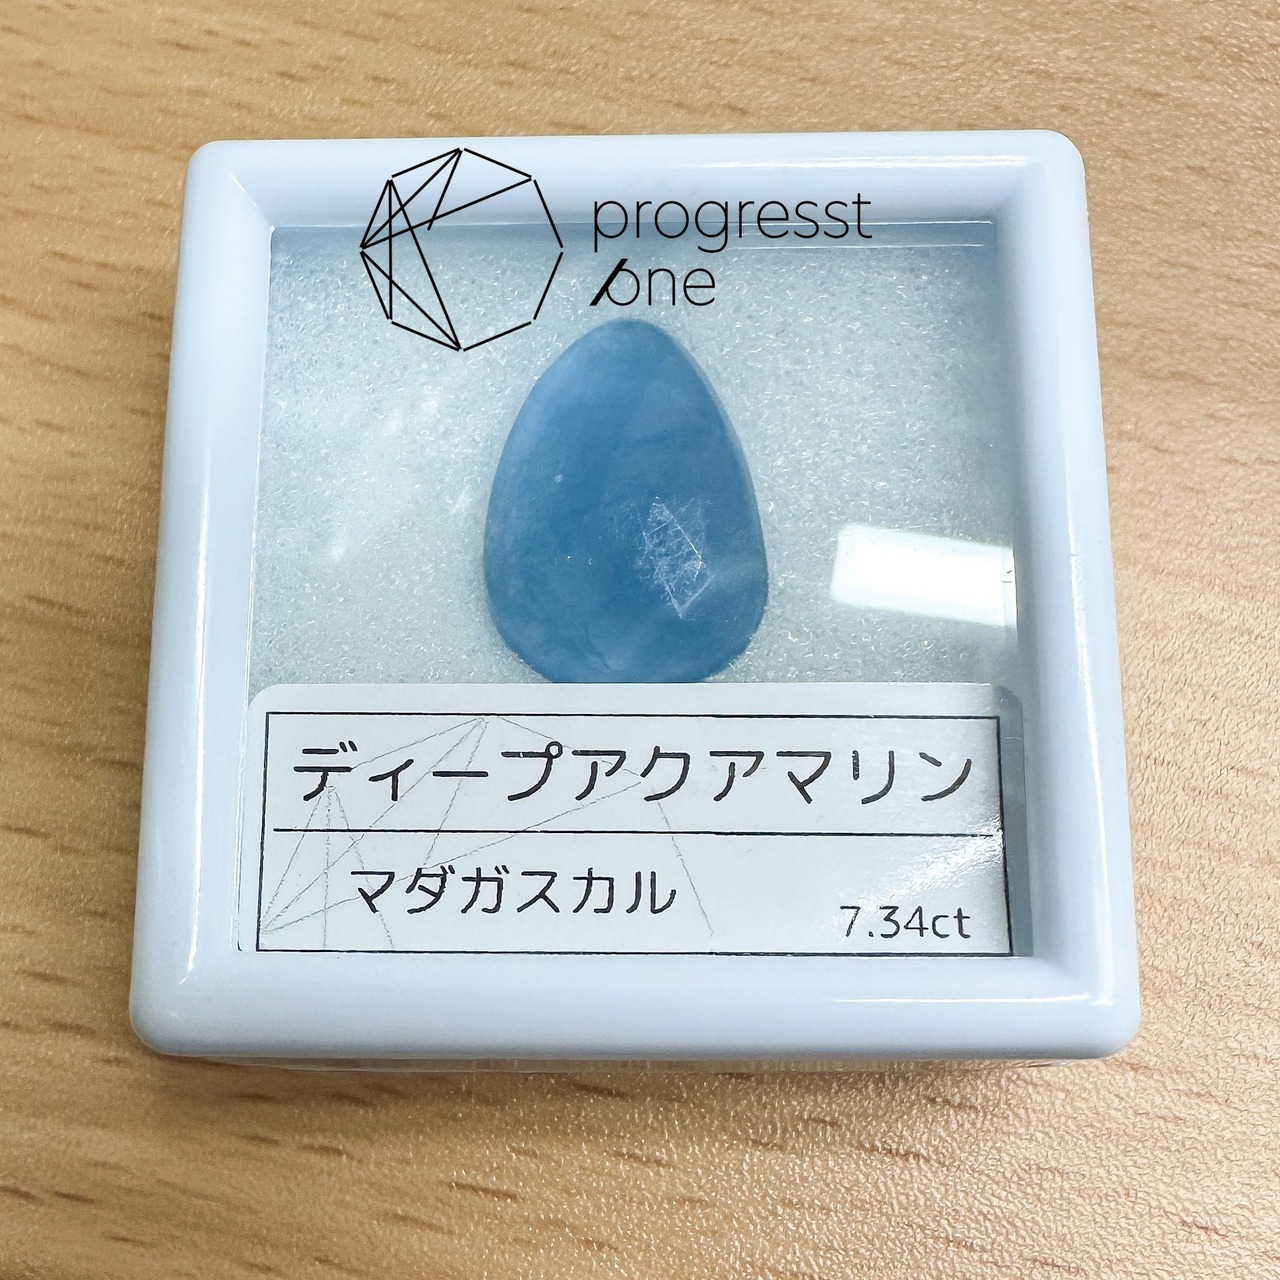 progresst
one
ディープアクアマリン
マダガスカル
7.34ct